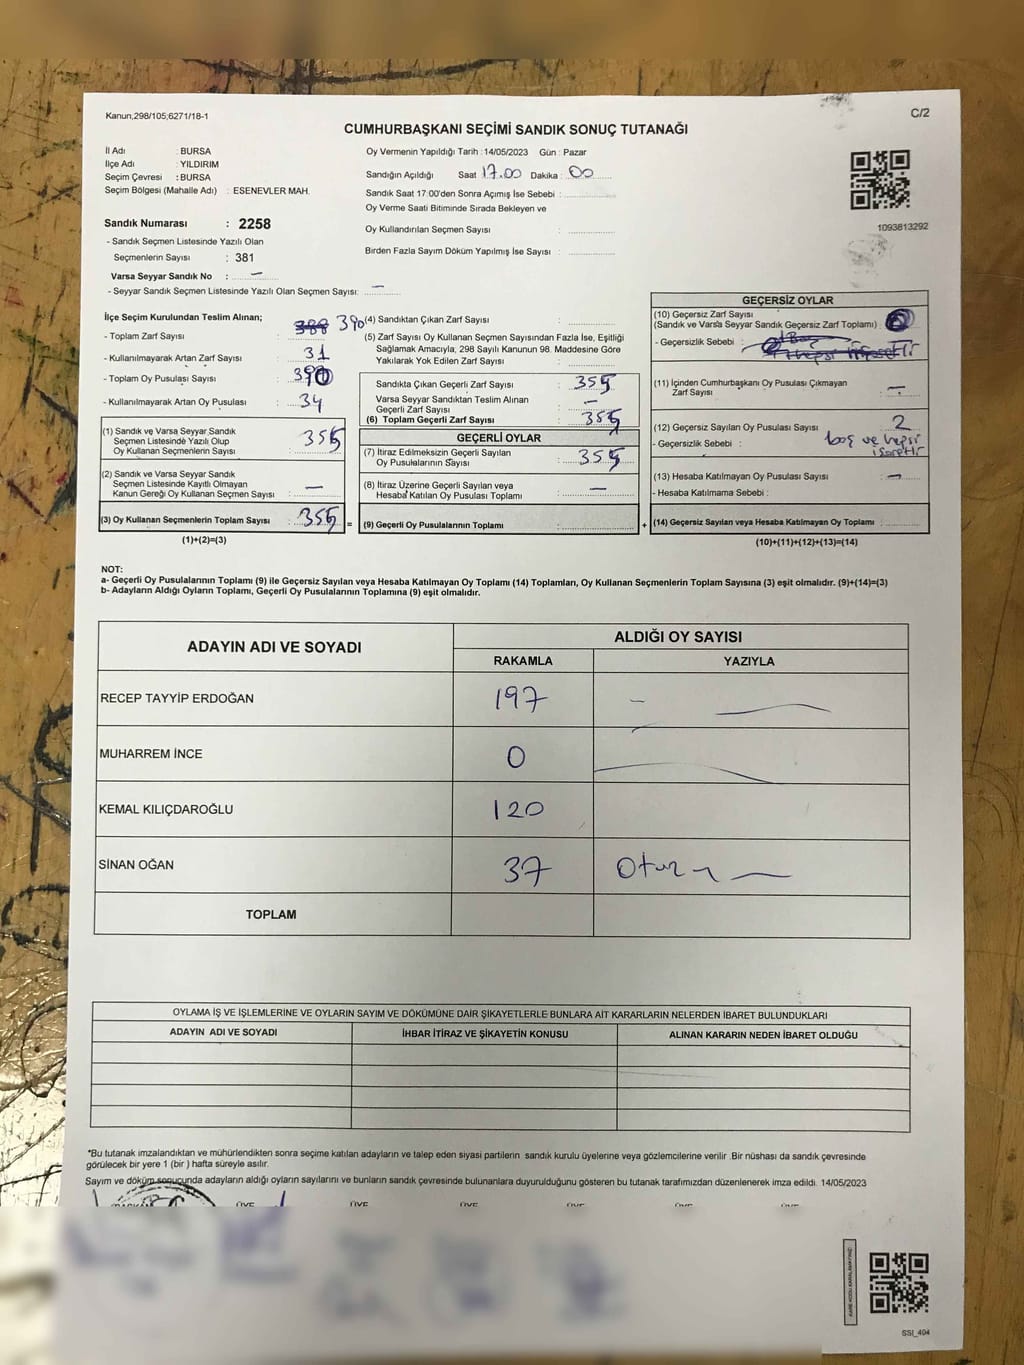 Kanun,298/105;6271/18-1
C/2
CUMHURBAŞKANI SEÇİMİ SANDIK SONUÇ TUTANAĞI
İl Adı : BURSA
İlçe Adı : YILDIRIM
Seçim Çevresi : BURSA
Seçim Bölgesi (Mahalle Adı) : ESENEVLER MAH.
Sandık Numarası : 2258
- Sandık Seçmen Listesinde Yazılı Olan
Seçmenlerin Sayısı : 381
Varsa Seyyar Sandık No : —
- Seyyar Sandık Seçmen Listesinde Yazılı Olan Seçmen Sayısı: —
Oy Vermenin Yapıldığı Tarih : 14/05/2023 Gün : Pazar
Sandığın Açıldığı Saat 17.00 Dakika : 00
Sandık Saat 17:00'den Sonra Açımış İse Sebebi :
Oy Verme Saati Bitiminde Sırada Bekleyen ve
Oy Kullandırılan Seçmen Sayısı :
Birden Fazla Sayım Döküm Yapılmış İse Sayısı :
1093813292
İlçe Seçim Kurulundan Teslim Alınan;
- Toplam Zarf Sayısı : 388 390
- Kullanılmayarak Artan Zarf Sayısı : 31
- Toplam Oy Pusulası Sayısı : 390
- Kullanılmayarak Artan Oy Pusulası : 34
(1) Sandık ve Varsa Seyyar Sandık
Seçmen Listesinde Yazılı Olup
Oy Kullanan Seçmenlerin Sayısı : 355
(2) Sandık ve Varsa Seyyar Sandık
Seçmen Listesinde Kayıtlı Olmayan
Kanun Gereği Oy Kullanan Seçmen Sayısı : —
(3) Oy Kullanan Seçmenlerin Toplam Sayısı : 355 =
(1)+(2)=(3)
(4) Sandıktan Çıkan Zarf Sayısı :
(5) Zarf Sayısı Oy Kullanan Seçmen Sayısından Fazla İse, Eşitliği
Sağlamak Amacıyla; 298 Sayılı Kanunun 98. Maddesine Göre
Yakılarak Yok Edilen Zarf Sayısı :
Sandıkta Çıkan Geçerli Zarf Sayısı : 355
Varsa Seyyar Sandıktan Teslim Alınan
Geçerli Zarf Sayısı : —
(6) Toplam Geçerli Zarf Sayısı : 355
GEÇERLİ OYLAR
(7) İtiraz Edilmeksizin Geçerli Sayılan
Oy Pusulalarının Sayısı : 355
(8) İtiraz Üzerine Geçerli Sayılan veya
Hesaba Katılan Oy Pusulası Toplamı : —
(9) Geçerli Oy Pusulalarının Toplamı : +
GEÇERSİZ OYLAR
(10) Geçersiz Zarf Sayısı
(Sandık ve Varsa Seyyar Sandık Geçersiz Zarf Toplamı) :
- Geçersizlik Sebebi :
(11) İçinden Cumhurbaşkanı Oy Pusulası Çıkmayan
Zarf Sayısı : —
(12) Geçersiz Sayılan Oy Pusulası Sayısı : 2
- Geçersizlik Sebebi : boş ve hepsi
(13) Hesaba Katılmayan Oy Pusulası Sayısı : —
- Hesaba Katılmama Sebebi :
(14) Geçersiz Sayılan veya Hesaba Katılmayan Oy Toplamı :
(10)+(11)+(12)+(13)=(14)
NOT:
a- Geçerli Oy Pusulalarının Toplamı (9) ile Geçersiz Sayılan veya Hesaba Katılmayan Oy Toplamı (14) Toplamları, Oy Kullanan Seçmenlerin Toplam Sayısına (3) eşit olmalıdır. (9)+(14)=(3)
b- Adayların Aldığı Oyların Toplamı, Geçerli Oy Pusulalarının Toplamına (9) eşit olmalıdır.
ADAYIN ADI VE SOYADI
ALDIĞI OY SAYISI
RAKAMLA YAZIYLA
RECEP TAYYİP ERDOĞAN 197 —
MUHARREM İNCE 0
KEMAL KILIÇDAROĞLU 120
SİNAN OĞAN 37
TOPLAM
OYLAMA İŞ VE İŞLEMLERİNE VE OYLARIN SAYIM VE DÖKÜMÜNE DAİR ŞİKAYETLERLE BUNLARA AİT KARARLARIN NELERDEN İBARET BULUNDUKLARI
ADAYIN ADI VE SOYADI İHBAR İTİRAZ VE ŞİKAYETİN KONUSU ALINAN KARARIN NEDEN İBARET OLDUĞU
*Bu tutanak imzalandıktan ve mühürlendikten sonra seçime katılan adayların ve talep eden siyasi partilerin sandık kurulu üyelerine veya gözlemcilerine verilir .Bir nüshası da sandık çevresinde
görülecek bir yere 1 (bir ) hafta süreyle asılır.
Sayım ve döküm sonucunda adayların aldığı oyların sayılarını ve bunların sandık çevresinde bulunanlara duyurulduğunu gösteren bu tutanak tarafımızdan düzenlenerek imza edildi. 14/05/2023
ÜYE ÜYE ÜYE ÜYE ÜYE ÜYE
SSI_404